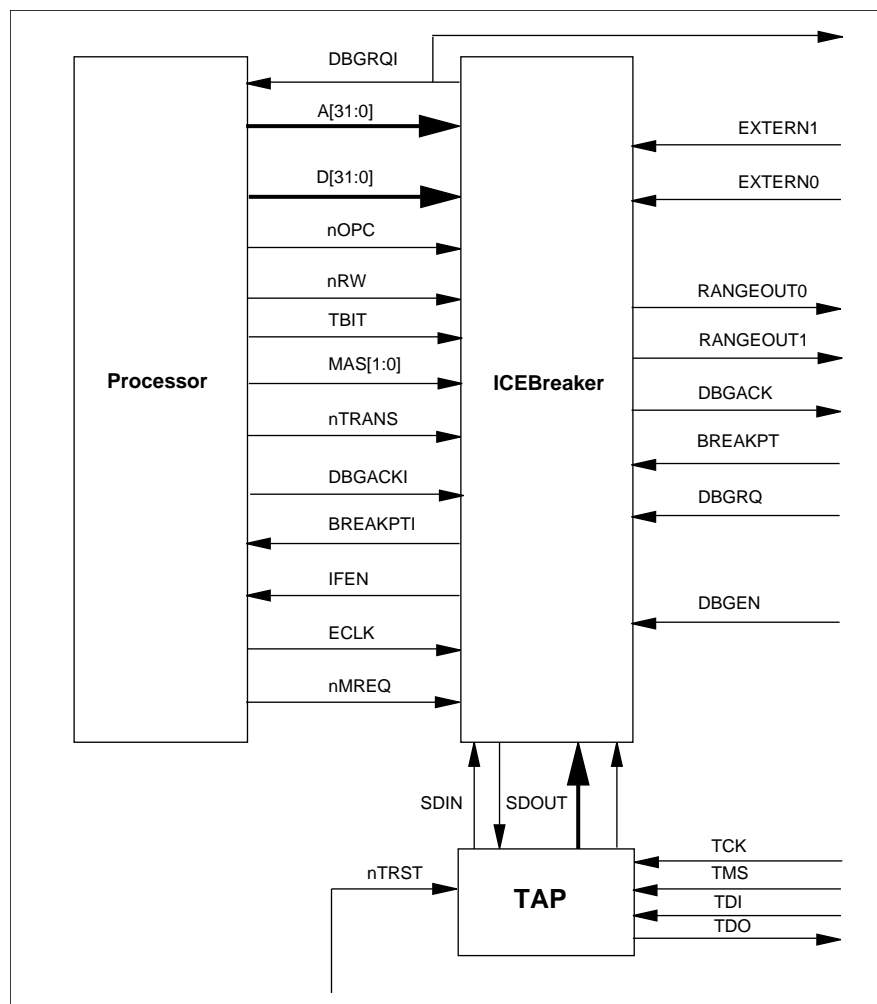 DBGRQI
A[31:0]
EXTERN1
D[31:0]
EXTERN0
nOPC
nRW
RANGEOUT0
TBIT
RANGEOUT1
MAS[1:0]
Processor
ICEBreaker
DBGACK
nTRANS
BREAKPT
DBGACKI
DBGRQ
BREAKPTI
IFEN
DBGEN
ECLK
nMREQ
SDIN
SDOUT
TCK
nTRST
TMS
TAP
TDI
TDO